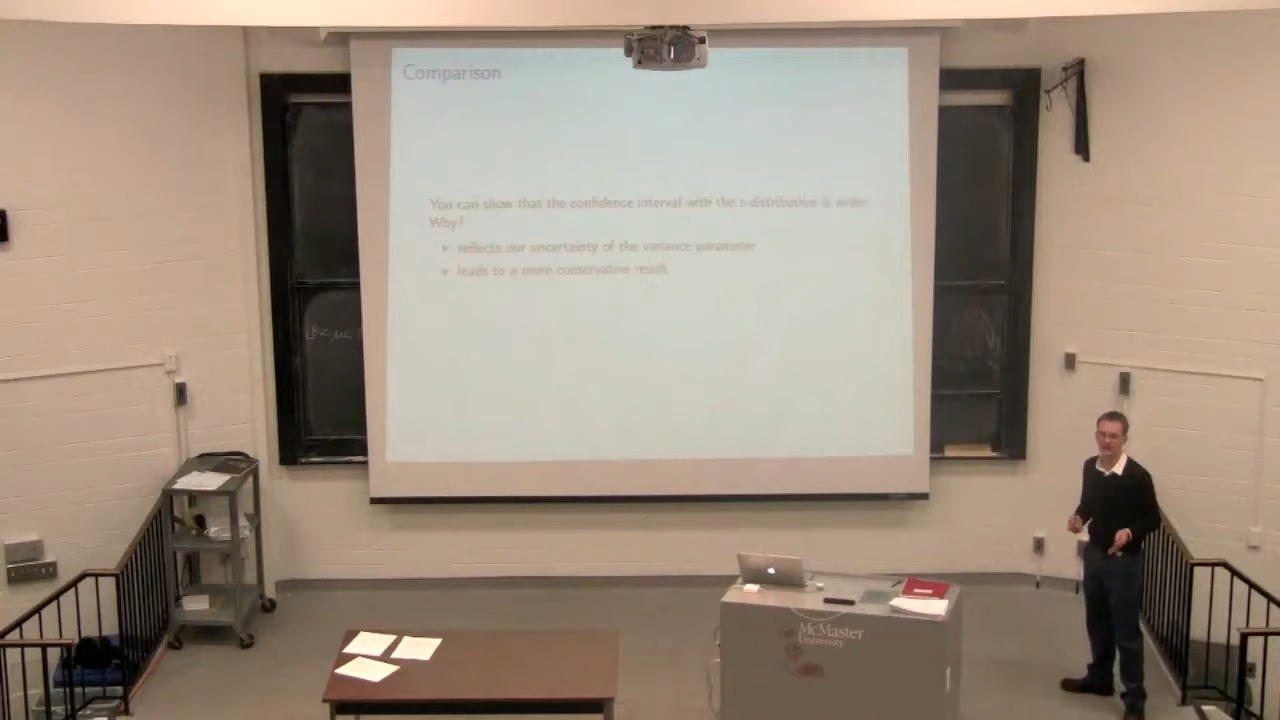 Comparison
You can show that the confidence interval with the t-distribution is wider.
Why?
reflects our uncertainty of the variance parameter
leads to a more conservative result.
McMaster
University